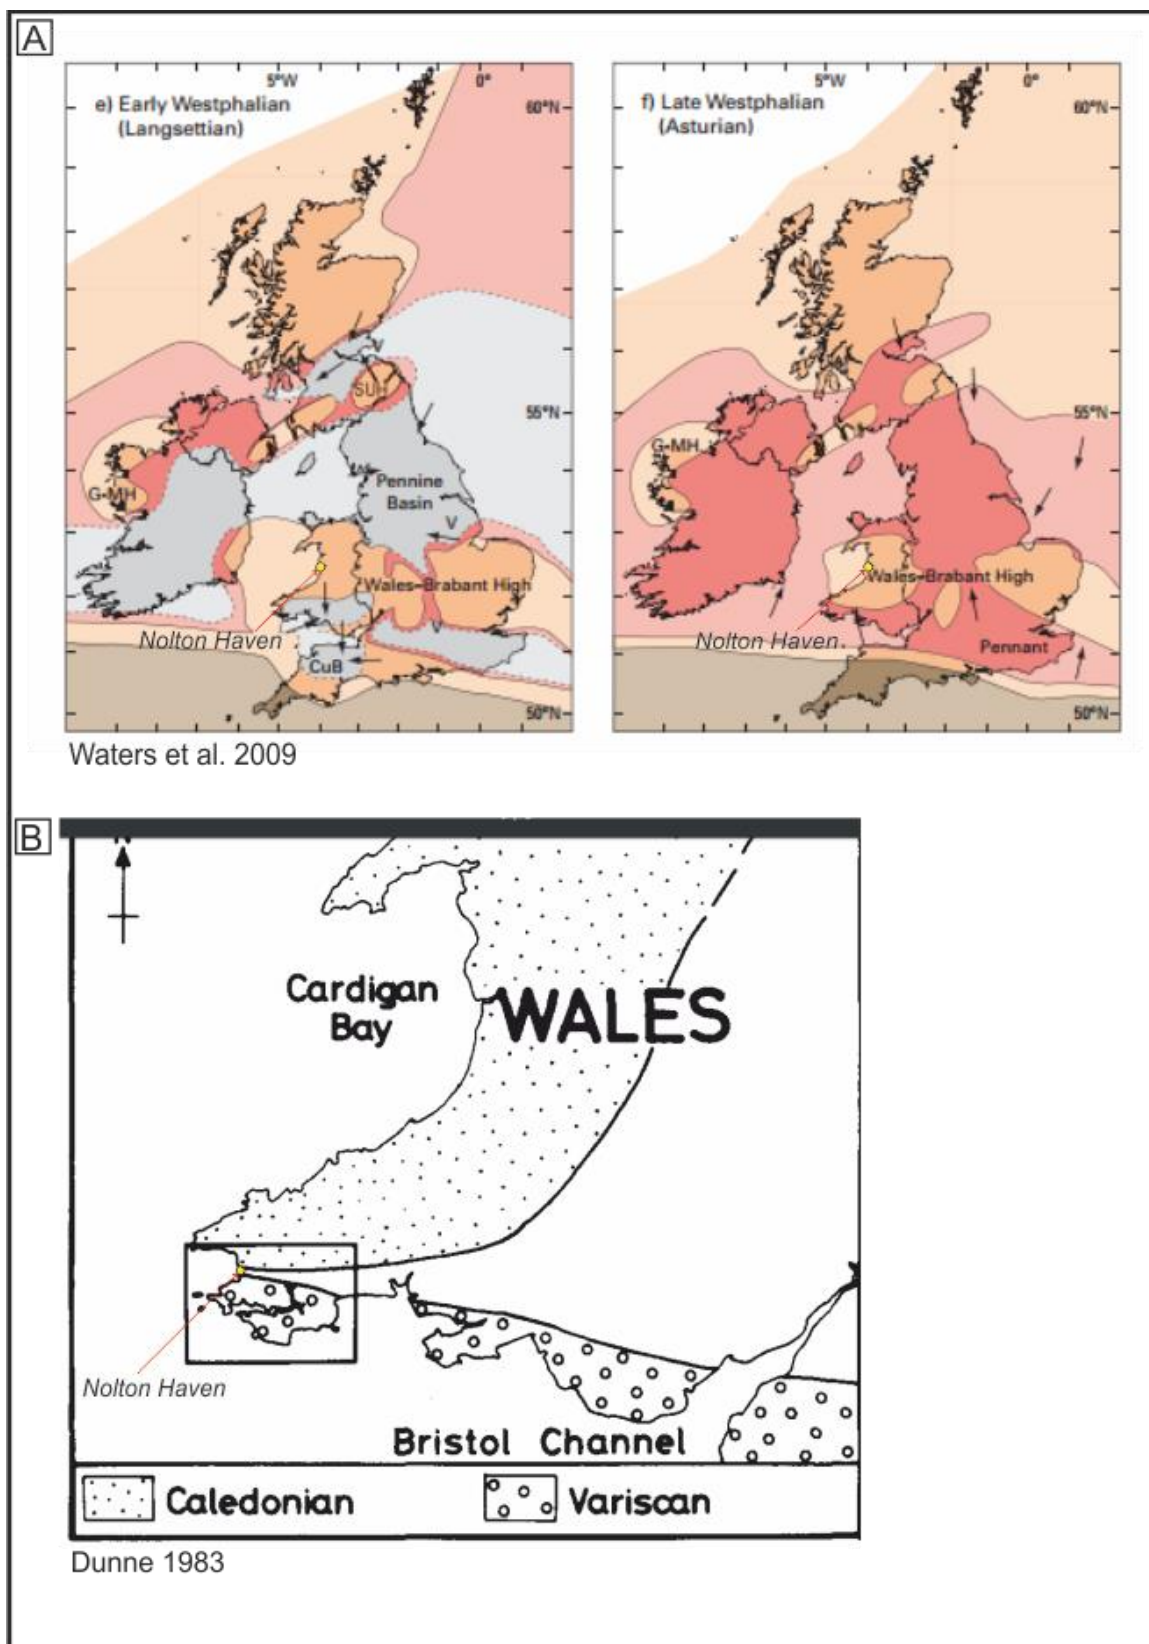 A
5°W
0°
e) Early Westphalian
(Langsettian)
60°N
V
SUH
55°N
G-MH
Pennine
Basin
V
Wales-Brabant High
Nolton Haven
V
CuB
50°N
5°W
0°
f) Late Westphalian
(Asturian)
60°N
55°N
G-MH
Wales-Brabant High
Nolton Haven
Pennant
50°N
Waters et al. 2009
B
Cardigan
Bay
WALES
Nolton Haven
Bristol Channel
Caledonian
Variscan
Dunne 1983